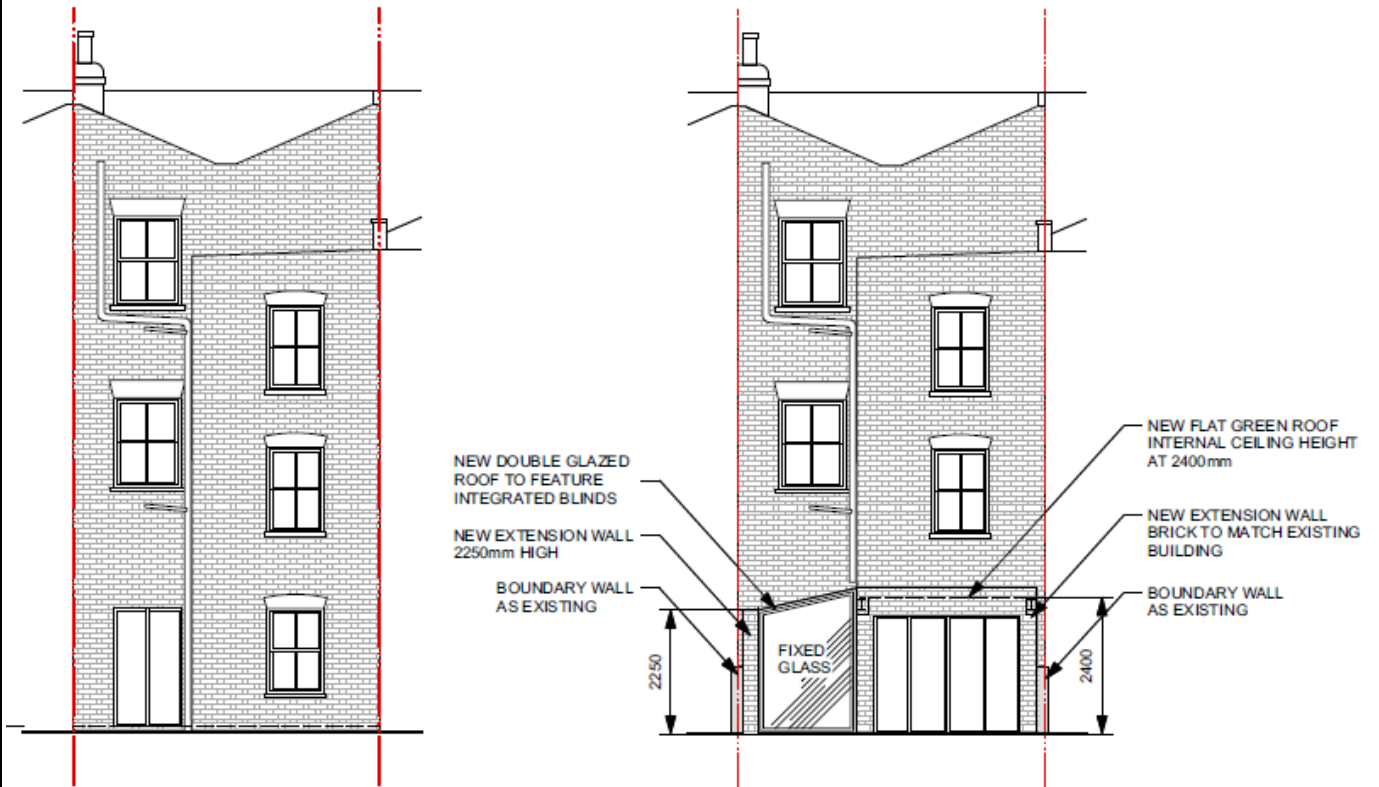 NEW DOUBLE GLAZED
ROOF TO FEATURE
INTEGRATED BLINDS
NEW EXTENSION WALL
2250mm HIGH
BOUNDARY WALL
AS EXISTING
2250
FIXED
GLASS
2400
NEW FLAT GREEN ROOF
INTERNAL CEILING HEIGHT
AT 2400mm
NEW EXTENSION WALL
BRICK TO MATCH EXISTING
BUILDING
BOUNDARY WALL
AS EXISTING